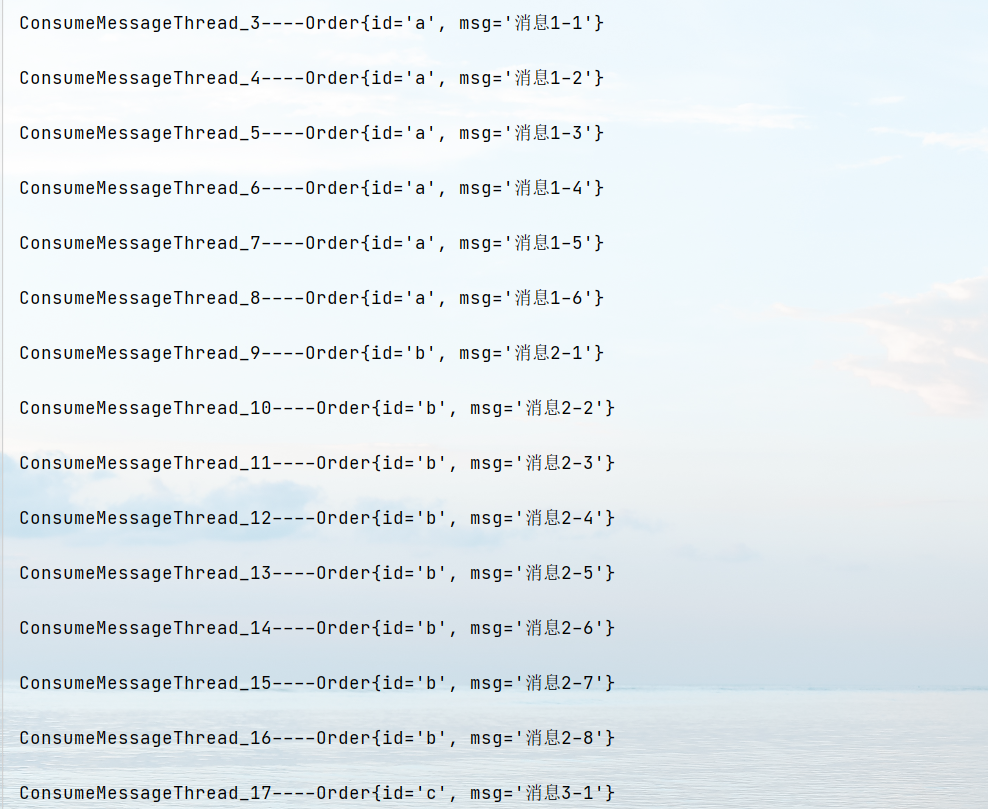 ConsumeMessageThread_3----Order{id='a', msg='消息1-1'}
ConsumeMessageThread_4----Order{id='a', msg='消息1-2'}
ConsumeMessageThread_5----Order{id='a', msg='消息1-3'}
ConsumeMessageThread_6----Order{id='a', msg='消息1-4'}
ConsumeMessageThread_7----Order{id='a', msg='消息1-5'}
ConsumeMessageThread_8----Order{id='a', msg='消息1-6'}
ConsumeMessageThread_9----Order{id='b', msg='消息2-1'}
ConsumeMessageThread_10----Order{id='b', msg='消息2-2'}
ConsumeMessageThread_11----Order{id='b', msg='消息2-3'}
ConsumeMessageThread_12----Order{id='b', msg='消息2-4'}
ConsumeMessageThread_13----Order{id='b', msg='消息2-5'}
ConsumeMessageThread_14----Order{id='b', msg='消息2-6'}
ConsumeMessageThread_15----Order{id='b', msg='消息2-7'}
ConsumeMessageThread_16----Order{id='b', msg='消息2-8'}
ConsumeMessageThread_17----Order{id='c', msg='消息3-1'}